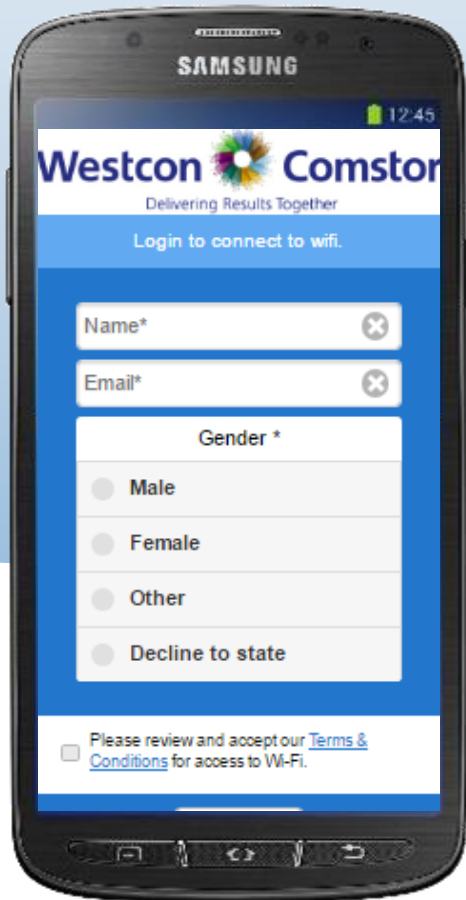 SAMSUNG
12:45
Westcon Comstor
Delivering Results Together
Login to connect to wifi.
Name*
Email*
Gender *
Male
Female
Other
Decline to state
Please review and accept our Terms &
Conditions for access to Wi-Fi.